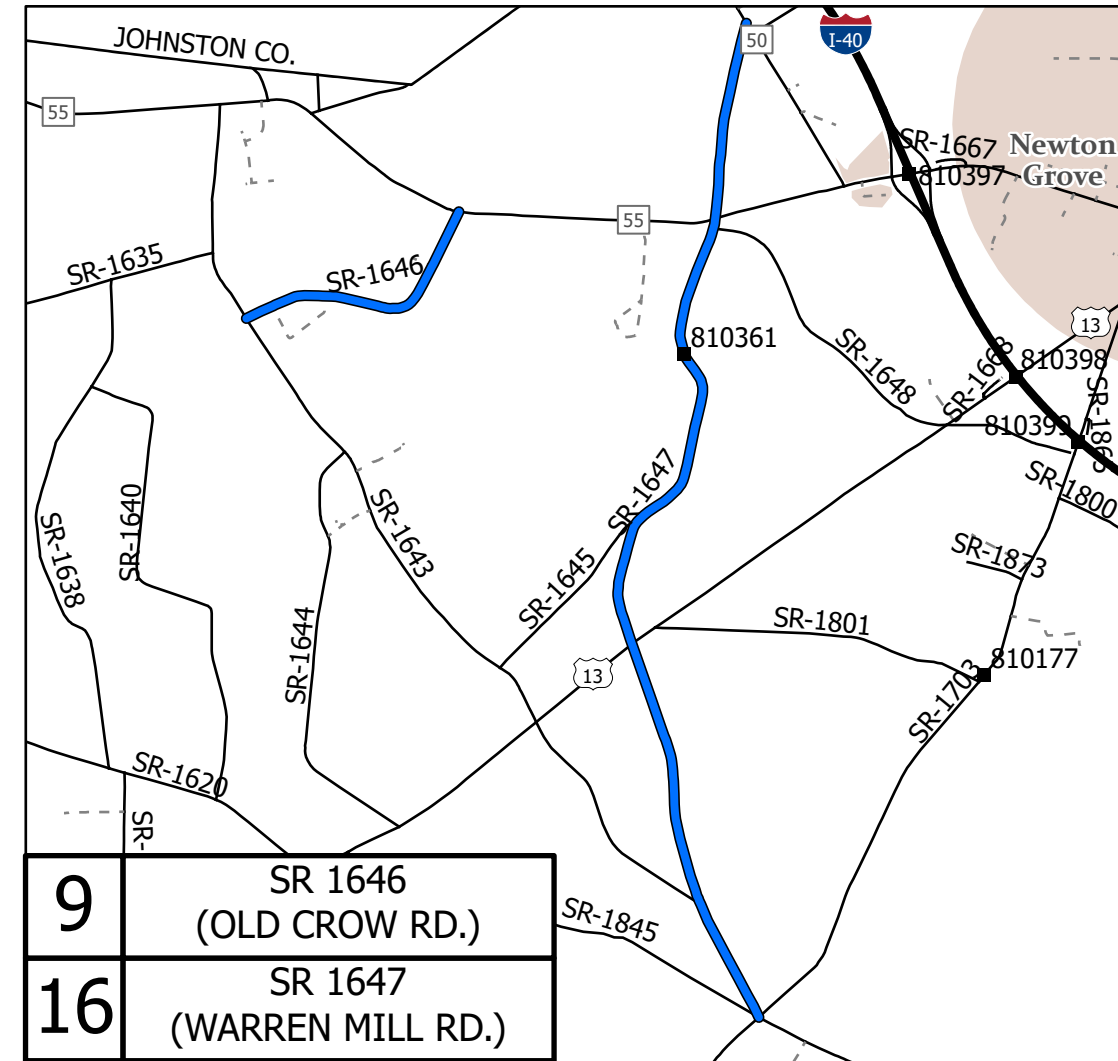 JOHNSTON CO.
50
I-40
55
SR-1667
Newton
Grove
810397
55
SR-1635
SR-1646
13
810361
SR-1648
SR-1663
810398
810399
SR-1865
SR-1800
SR-1647
SR-1640
SR-1638
SR-1643
SR-1645
SR-1873
SR-1644
SR-1801
13
810177
SR-1703
SR-1620
SR-
9
SR 1646
(OLD CROW RD.)
SR-1845
16
SR 1647
(WARREN MILL RD.)